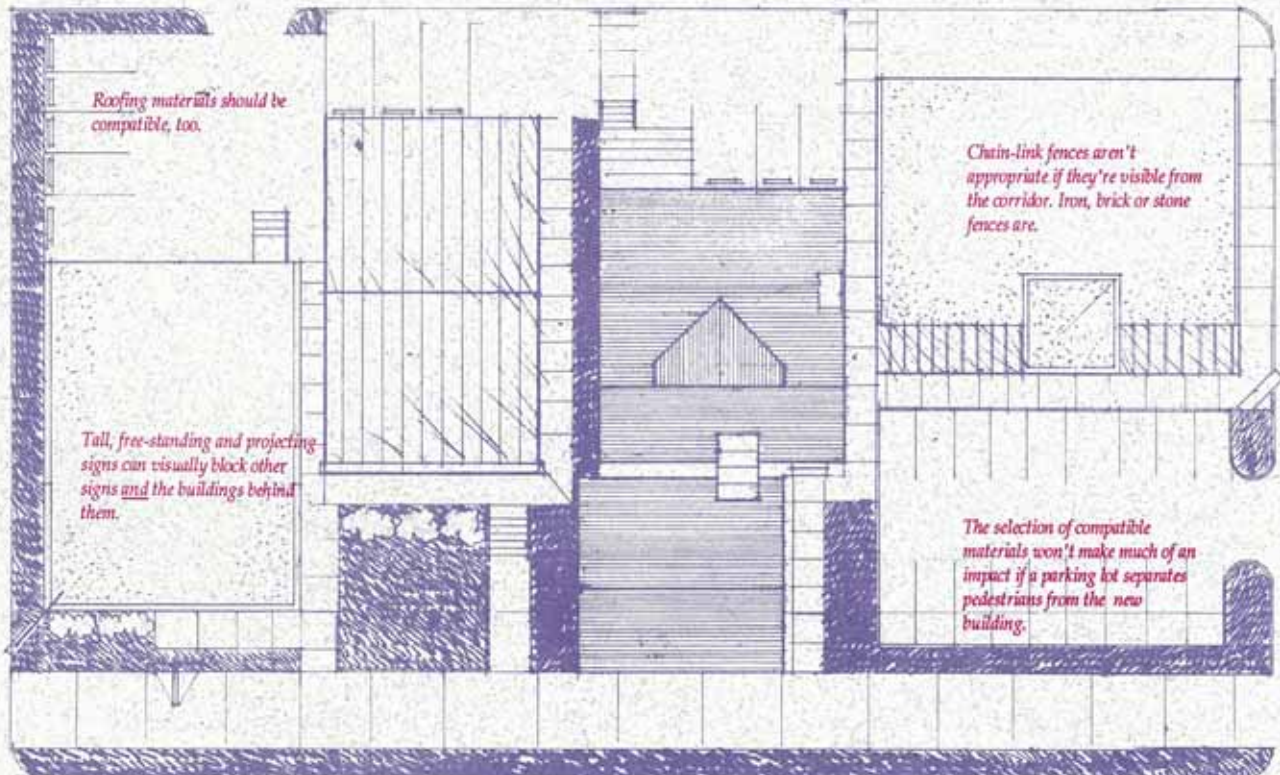 Roofing materials should be
compatible, too.
Chain-link fences aren't
appropriate if they're visible from
the corridor. Iron, brick or stone
fences are.
Tall, free-standing and projecting
signs can visually block other
signs and the buildings behind
them.
The selection of compatible
materials won't make much of an
impact if a parking lot separates
pedestrians from the new
building.